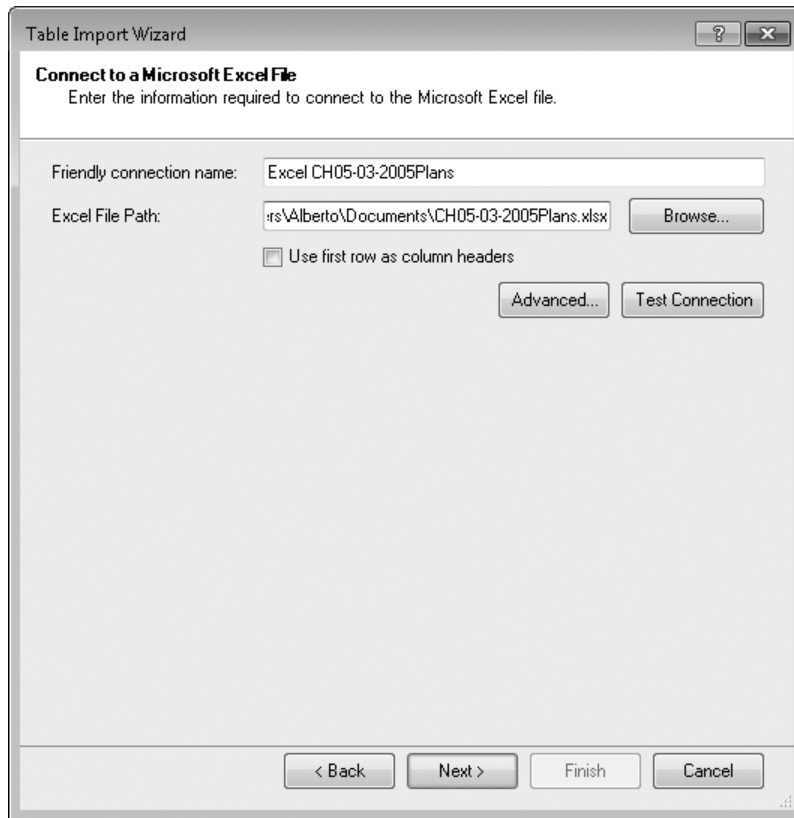 Table Import Wizard
Connect to a Microsoft Excel File
Enter the information required to connect to the Microsoft Excel file.
Friendly connection name: Excel CH05-03-2005Plans
Excel File Path: rs\Alberto\Documents\CH05-03-2005Plans.xlsx Browse...
Use first row as column headers
Advanced... Test Connection
< Back Next > Finish Cancel